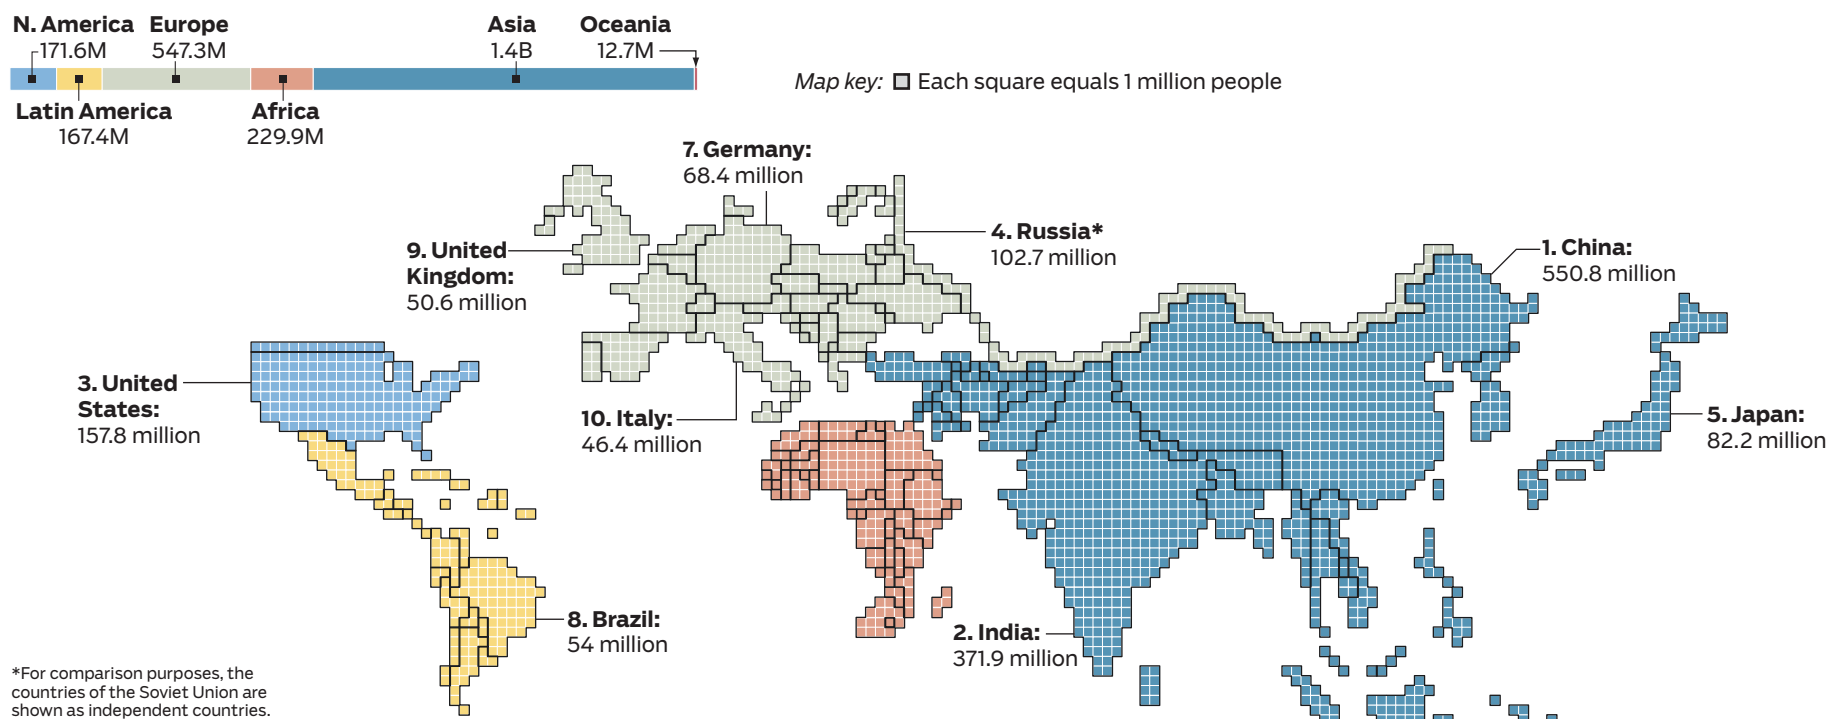 N. America
171.6M
Europe
547.3M
Asia
1.4B
Oceania
12.7M
Latin America
167.4M
Africa
229.9M
Map key: Each square equals 1 million people
7. Germany:
68.4 million
9. United
Kingdom:
50.6 million
4. Russia*
102.7 million
1. China:
550.8 million
3. United
States:
157.8 million
10. Italy:
46.4 million
5. Japan:
82.2 million
8. Brazil:
54 million
2. India:
371.9 million
*For comparison purposes, the
countries of the Soviet Union are
shown as independent countries.